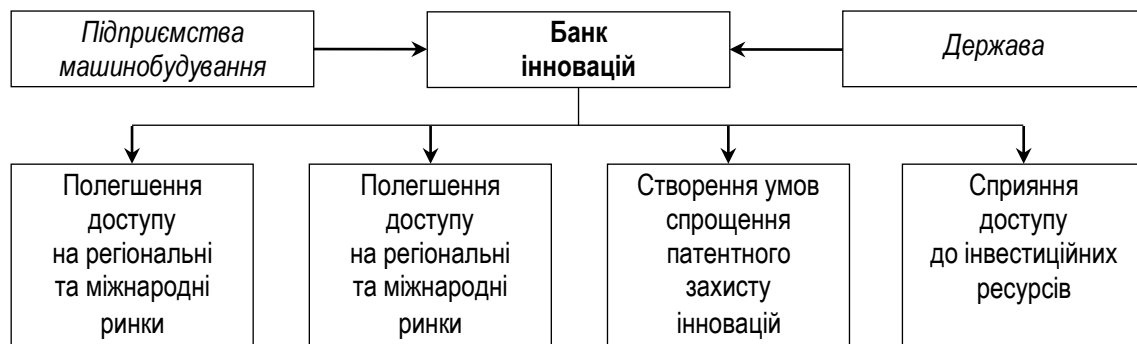 Підприємства
машинобудування
Банк
інновацій
Держава
Полегшення
доступу
на регіональні
та міжнародні
ринки
Полегшення
доступу
на регіональні
та міжнародні
ринки
Створення умов
спрощення
патентного
захисту
інновацій
Сприяння
доступу
до інвестиційних
ресурсів